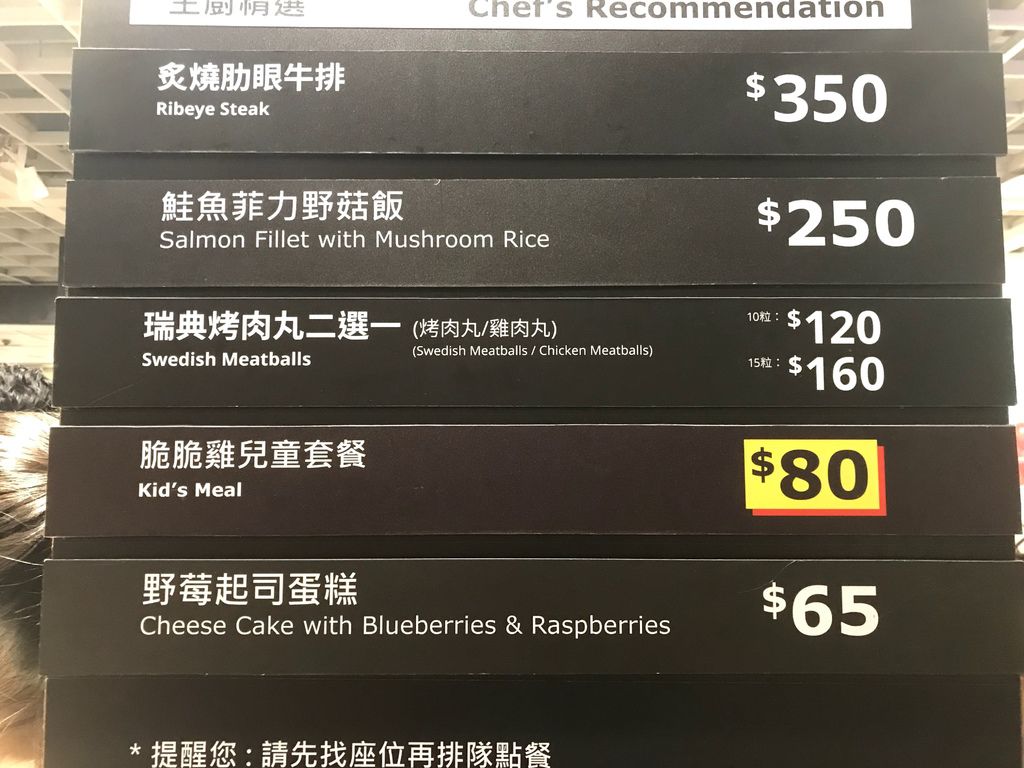 主廚精選 Chef's Recommendation
炙燒肋眼牛排 $350
Ribeye Steak
鮭魚菲力野菇飯 $250
Salmon Fillet with Mushroom Rice
瑞典烤肉丸二選一 (烤肉丸/雞肉丸) 10粒: $120
Swedish Meatballs (Swedish Meatballs / Chicken Meatballs) 15粒: $160
脆脆雞兒童套餐 $80
Kid's Meal
野莓起司蛋糕 $65
Cheese Cake with Blueberries & Raspberries
* 提醒您 : 請先找座位再排隊點餐